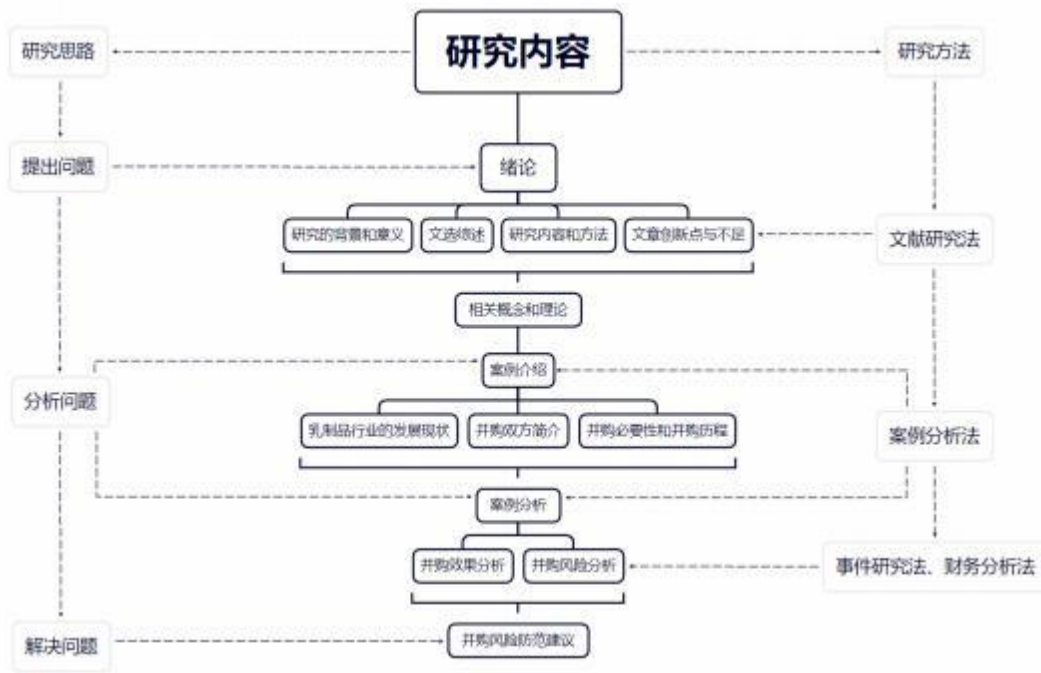 研究内容
研究思路
研究方法
提出问题
绪论
研究的背景和意义
文选综述
研究内容和方法
文章创新点与不足
文献研究法
相关概念和理论
案例介绍
分析问题
乳制品行业的发展现状
并购双方简介
并购必要性和并购历程
案例分析法
案例分析
并购效果分析
并购风险分析
事件研究法、财务分析法
解决问题
并购风险防范建议